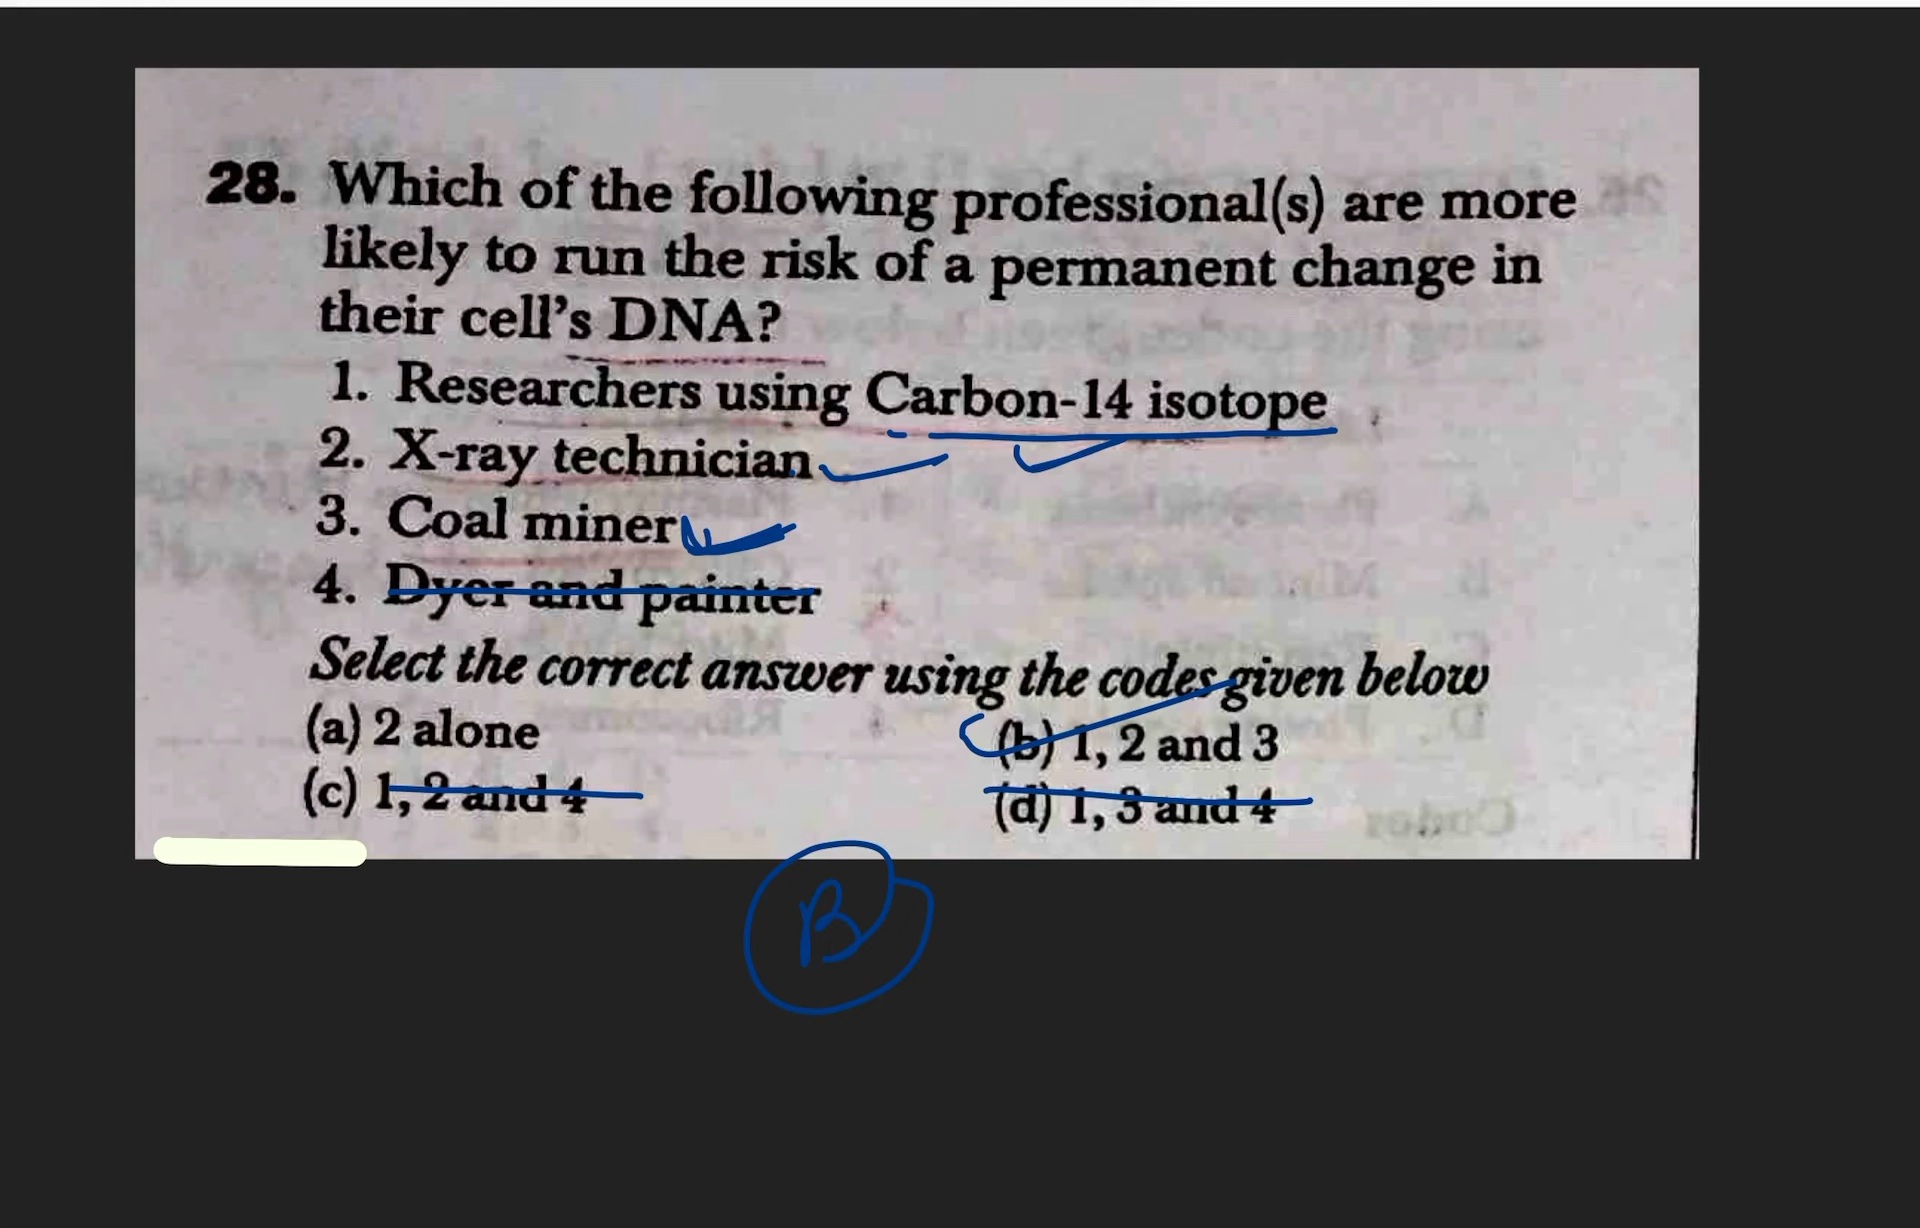 28. Which of the following professional(s) are more
likely to run the risk of a permanent change in
their cell's DNA?
1. Researchers using Carbon-14 isotope
2. X-ray technician
3. Coal miner
4. Dyer and painter
Select the correct answer using the codes given below
(a) 2 alone (b) 1, 2 and 3
(c) 1, 2 and 4 (d) 1, 3 and 4
B